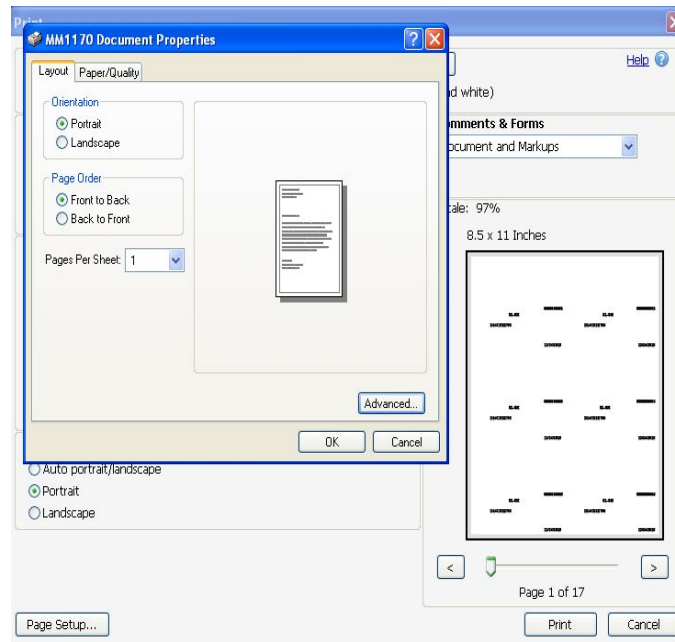 Print
MM1170 Document Properties
Layout
Paper/Quality
Orientation
Portrait
Landscape
Page Order
Front to Back
Back to Front
Pages Per Sheet: 1
Advanced...
OK
Cancel
Help
nd white)
omments & Forms
ocument and Markups
cale: 97%
8.5 x 11 Inches
Auto portrait/landscape
Portrait
Landscape
<
>
Page 1 of 17
Page Setup...
Print
Cancel